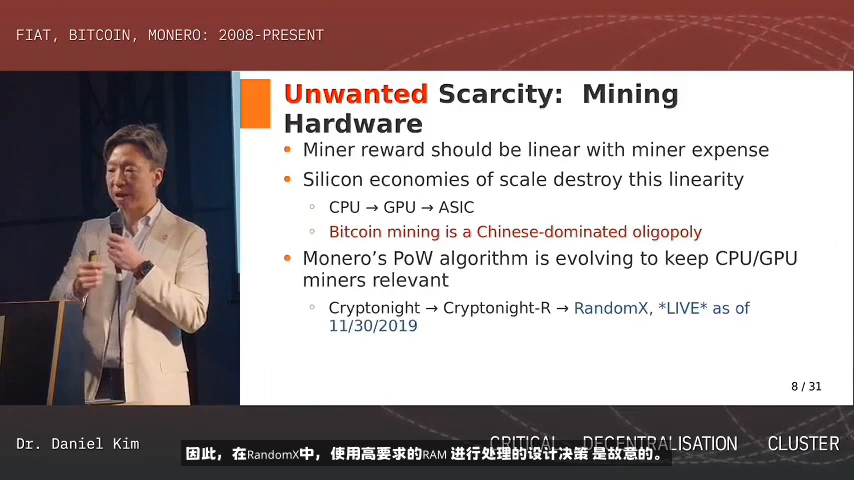 FIAT, BITCOIN, MONERO: 2008-PRESENT
Unwanted Scarcity: Mining
Hardware
• Miner reward should be linear with miner expense
• Silicon economies of scale destroy this linearity
◦ CPU → GPU → ASIC
◦ Bitcoin mining is a Chinese-dominated oligopoly
• Monero’s PoW algorithm is evolving to keep CPU/GPU
miners relevant
◦ Cryptonight → Cryptonight-R → RandomX, *LIVE* as of
11/30/2019
8 / 31
Dr. Daniel Kim
CRITICAL DECENTRALISATION CLUSTER
因此，在RandomX中，使用高要求的RAM 进行处理的设计决策 是故意的。